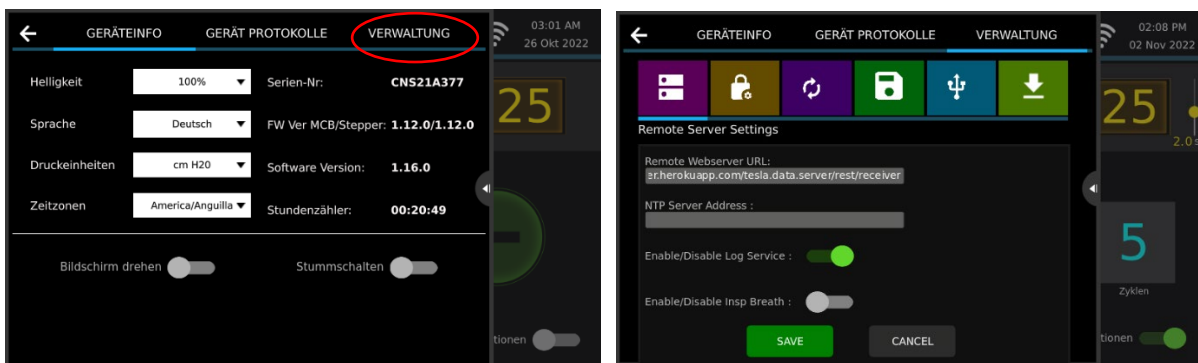 GERÄTEINFO GERÄT PROTOKOLLE VERWALTUNG
03:01 AM
26 Okt 2022
Helligkeit 100% Serien-Nr: CNS21A377
Sprache Deutsch FW Ver MCB/Stepper: 1.12.0/1.12.0
Druckeinheiten cm H20 Software Version: 1.16.0
Zeitzonen America/Anguilla Stundenzähler: 00:20:49
Bildschirm drehen Stummschalten
25
tionen
GERÄTEINFO GERÄT PROTOKOLLE VERWALTUNG
02:08 PM
02 Nov 2022
Remote Server Settings
Remote Webserver URL:
er.herokuapp.com/tesla.data.server/rest/receiver
NTP Server Address :
Enable/Disable Log Service :
Enable/Disable Insp Breath :
SAVE CANCEL
25
2.0s
5
Zyklen
tionen